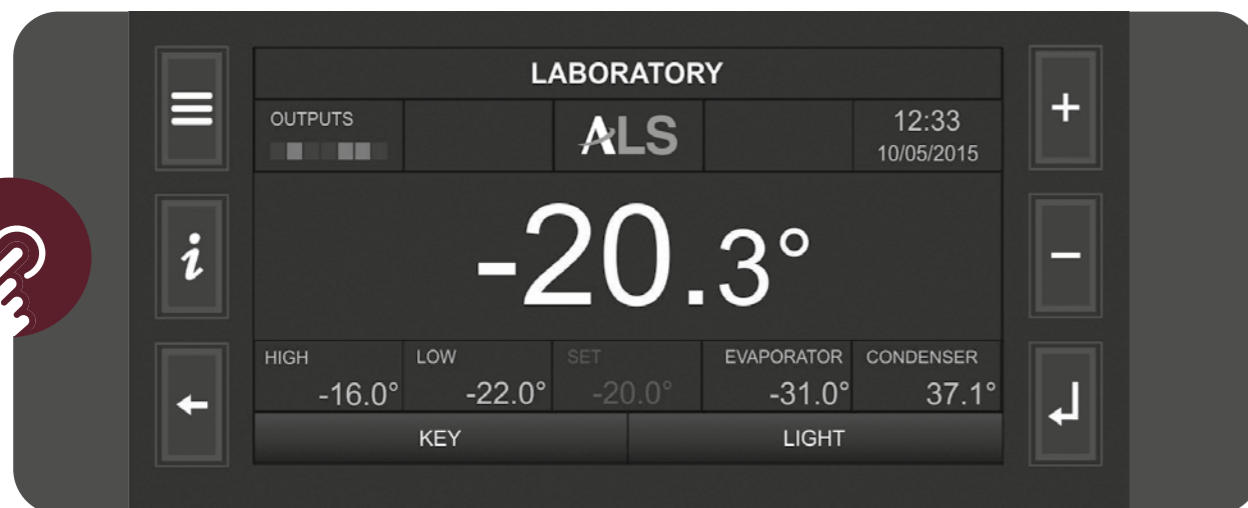 LABORATORY
OUTPUTS
ALS
12:33
10/05/2015
-20.3°
HIGH LOW SET EVAPORATOR CONDENSER
-16.0° -22.0° -20.0° -31.0° 37.1°
KEY LIGHT